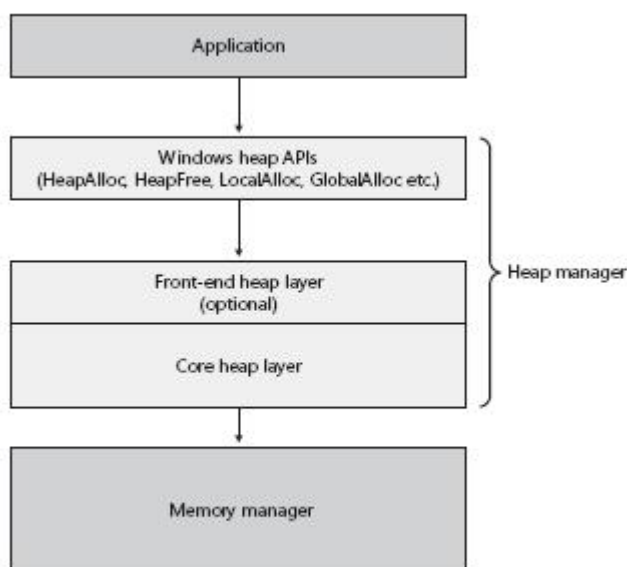 Application
Windows heap APIs
(HeapAlloc, HeapFree, LocalAlloc, GlobalAlloc etc.)
Front-end heap layer
(optional)
Heap manager
Core heap layer
Memory manager